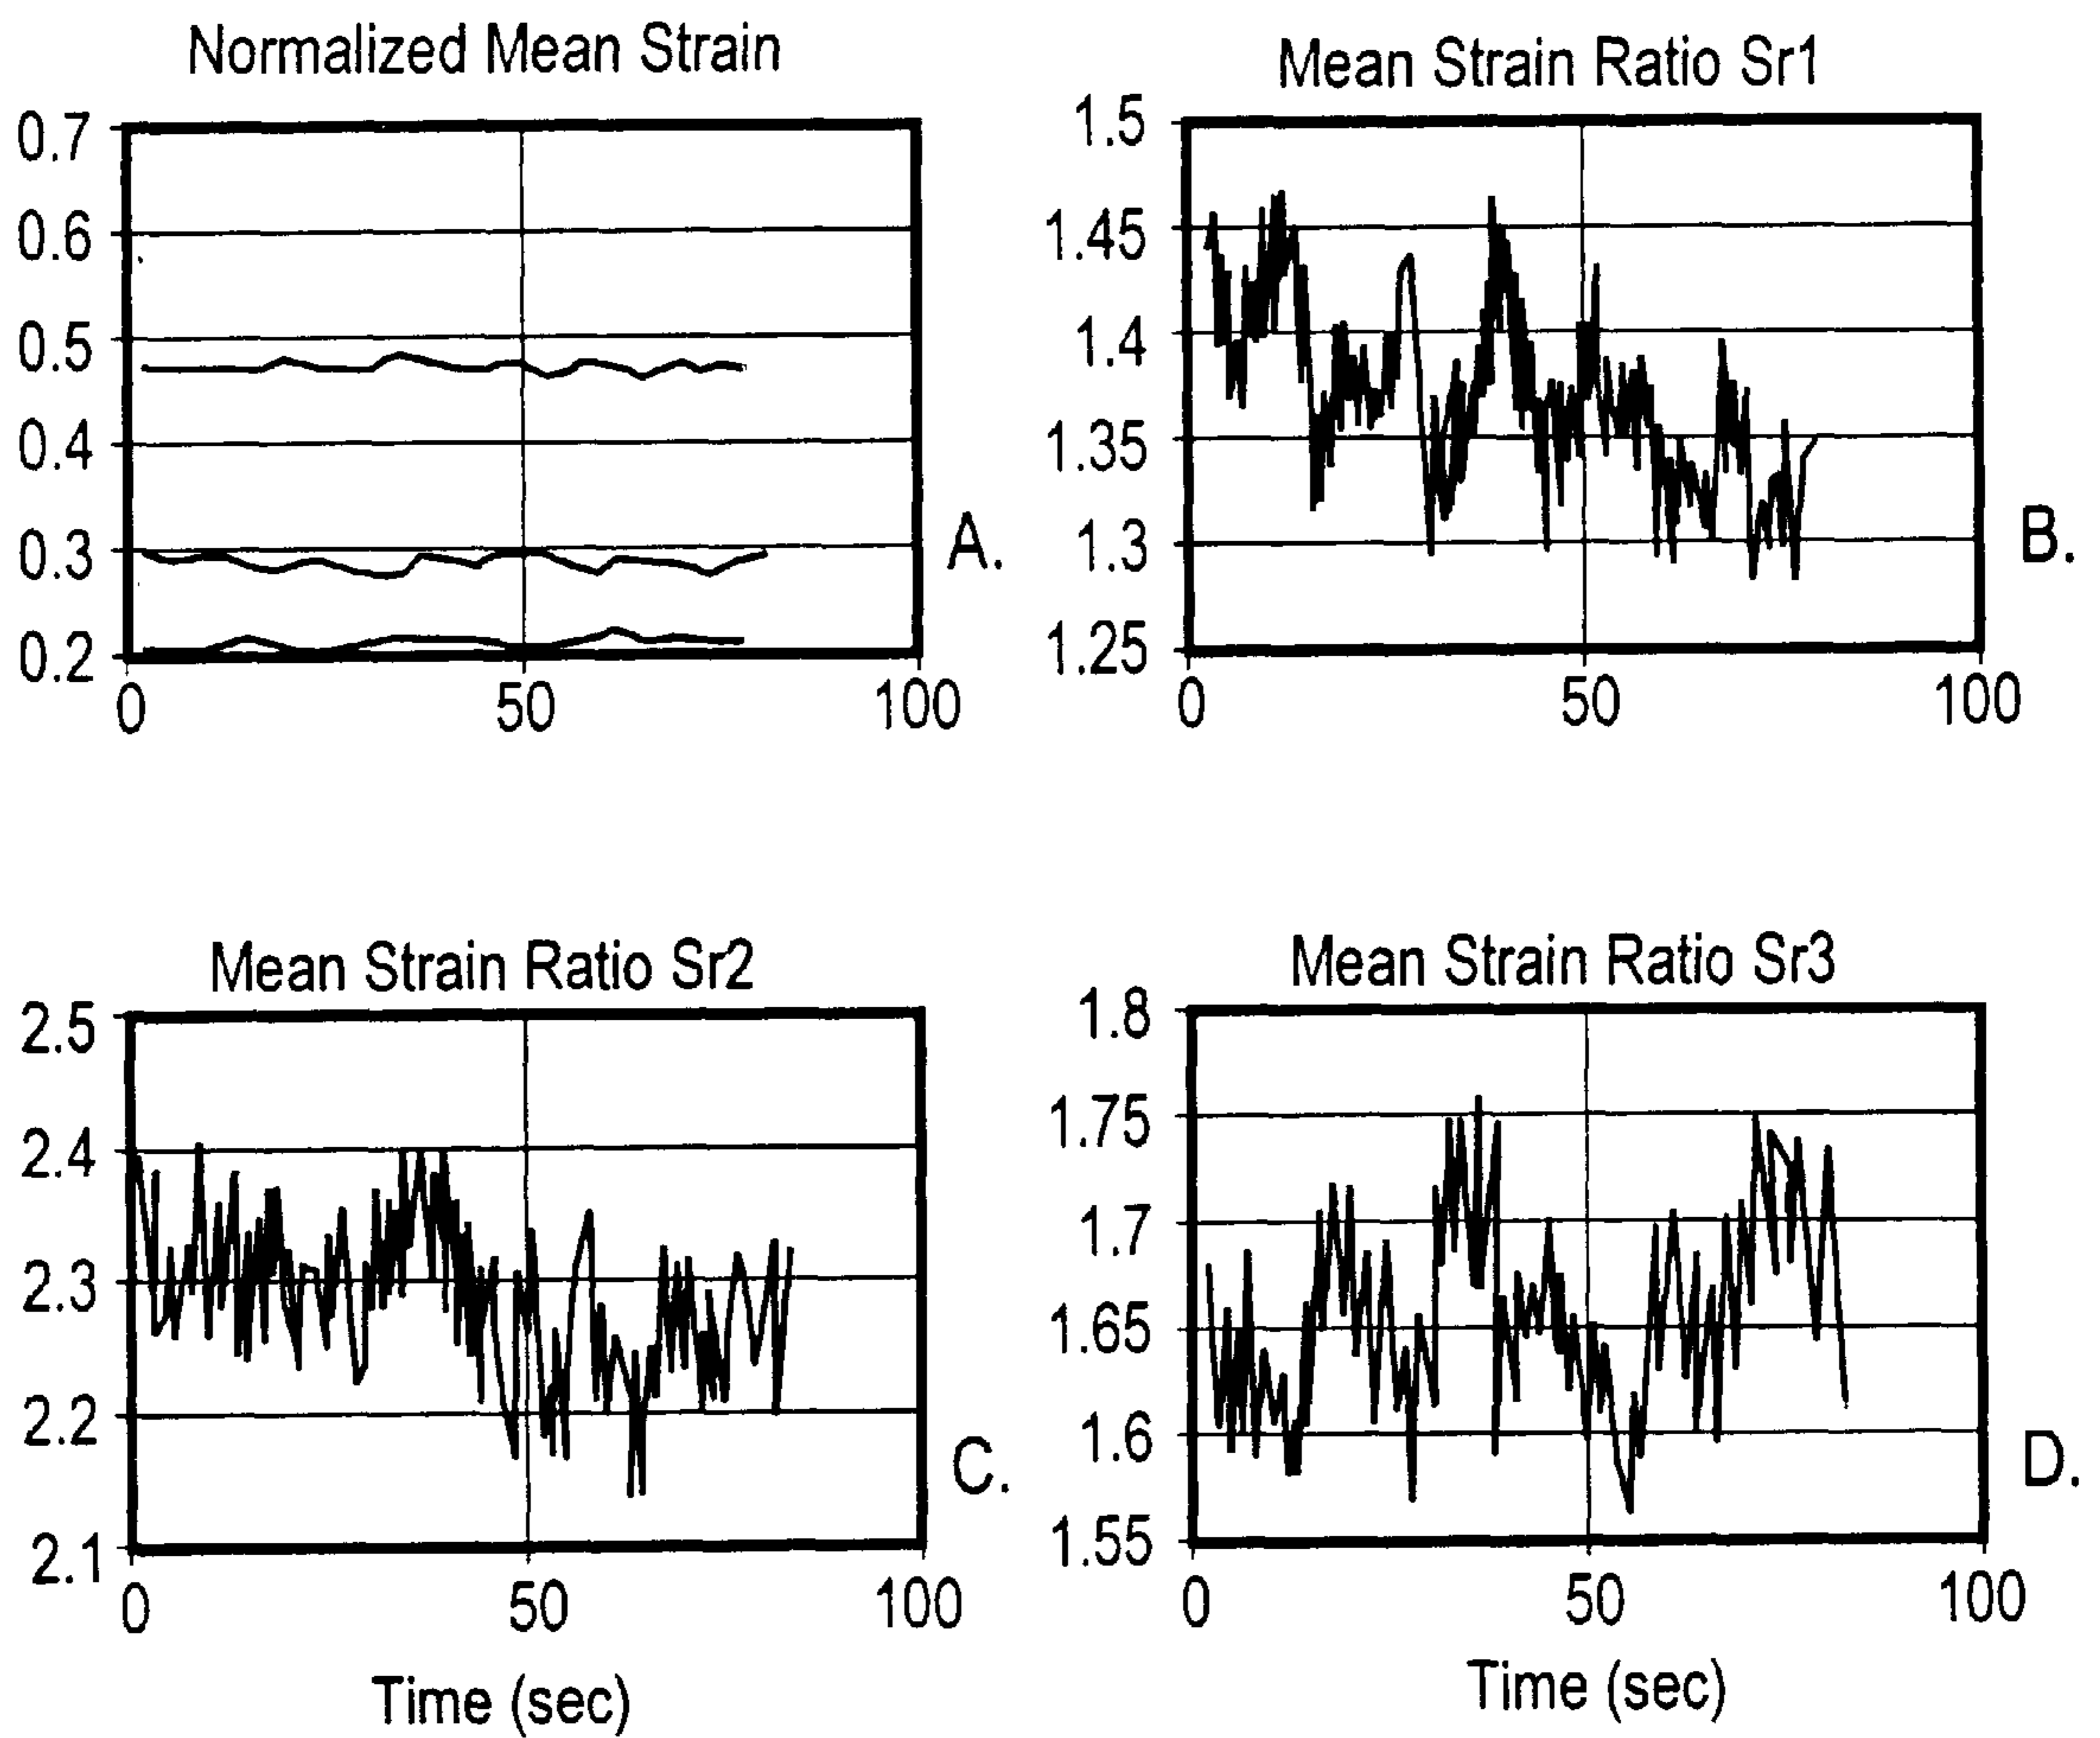 Normalized Mean Strain
0.7
0.6
0.5
0.4
0.3
0.2
0 50 100
A.
Mean Strain Ratio Sr1
1.5
1.45
1.4
1.35
1.3
1.25
0 50 100
B.
Mean Strain Ratio Sr2
2.5
2.4
2.3
2.2
2.1
0 50 100
Time (sec)
C.
Mean Strain Ratio Sr3
1.8
1.75
1.7
1.65
1.6
1.55
0 50 100
Time (sec)
D.